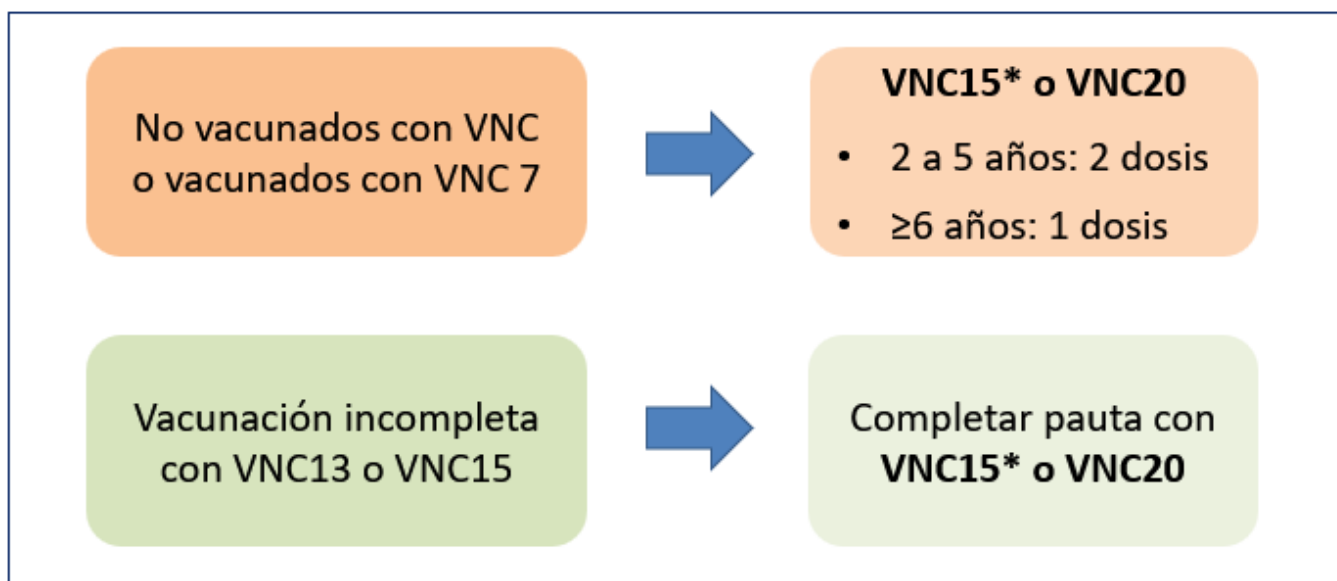 No vacunados con VNC
o vacunados con VNC 7
VNC15* o VNC20
• 2 a 5 años: 2 dosis
• ≥6 años: 1 dosis
Vacunación incompleta
con VNC13 o VNC15
Completar pauta con
VNC15* o VNC20